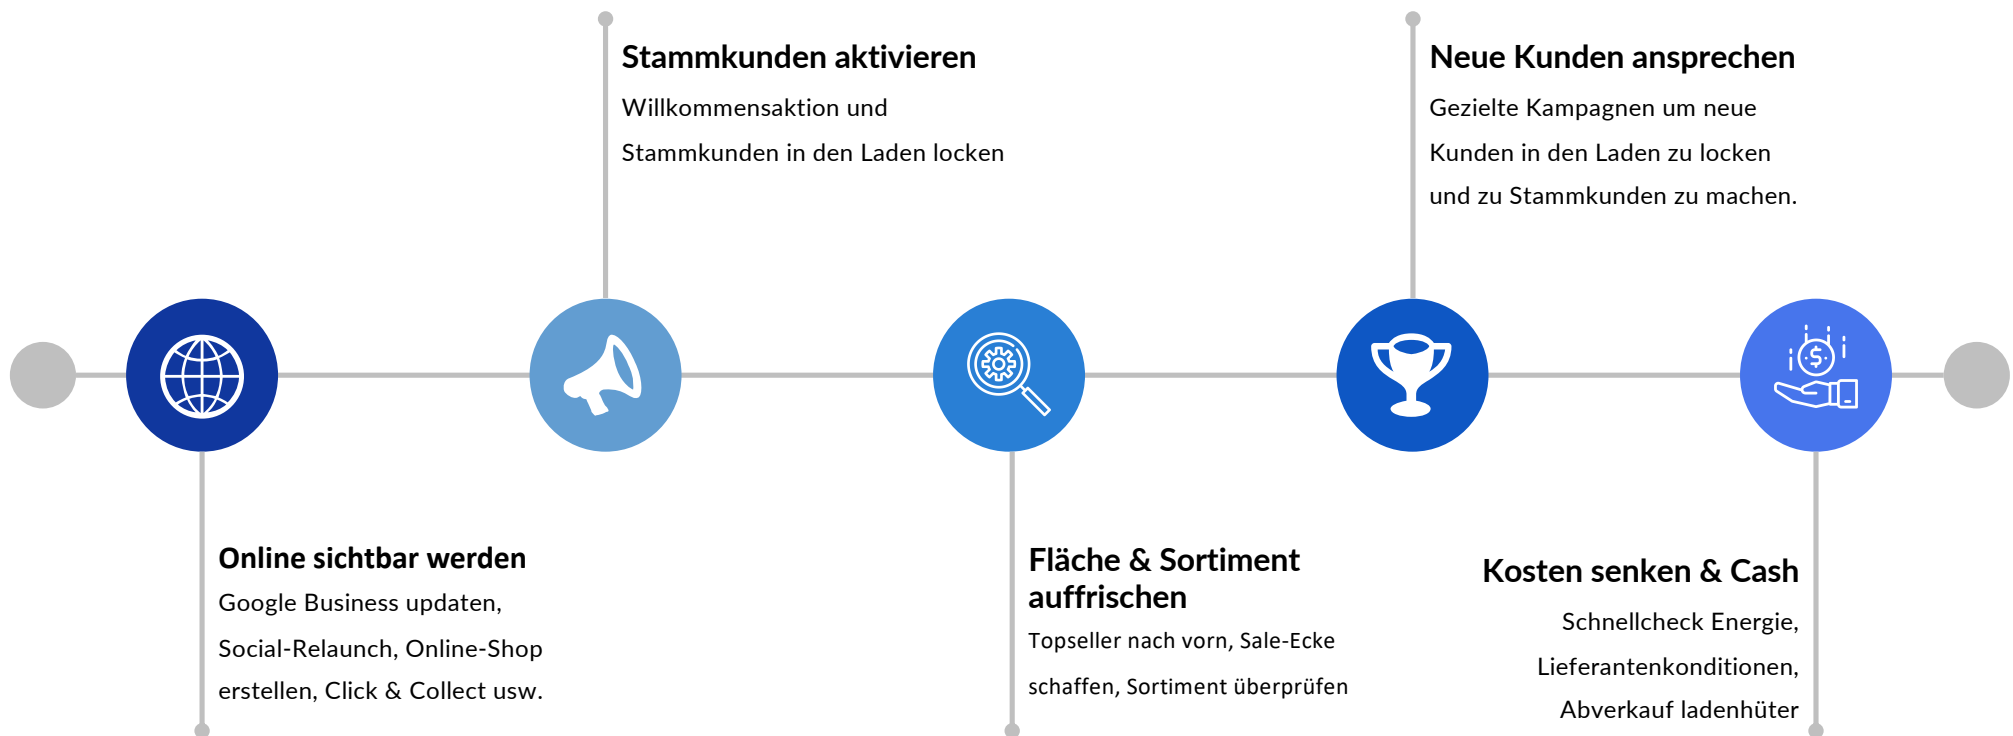 Stammkunden aktivieren
Willkommensaktion und
Stammkunden in den Laden locken
Neue Kunden ansprechen
Gezielte Kampagnen um neue
Kunden in den Laden zu locken
und zu Stammkunden zu machen.
$
Online sichtbar werden
Google Business updaten,
Social-Relaunch, Online-Shop
erstellen, Click & Collect usw.
Fläche & Sortiment
auffrischen
Topseller nach vorn, Sale-Ecke
schaffen, Sortiment überprüfen
Kosten senken & Cash
Schnellcheck Energie,
Lieferantenkonditionen,
Abverkauf ladenhüter